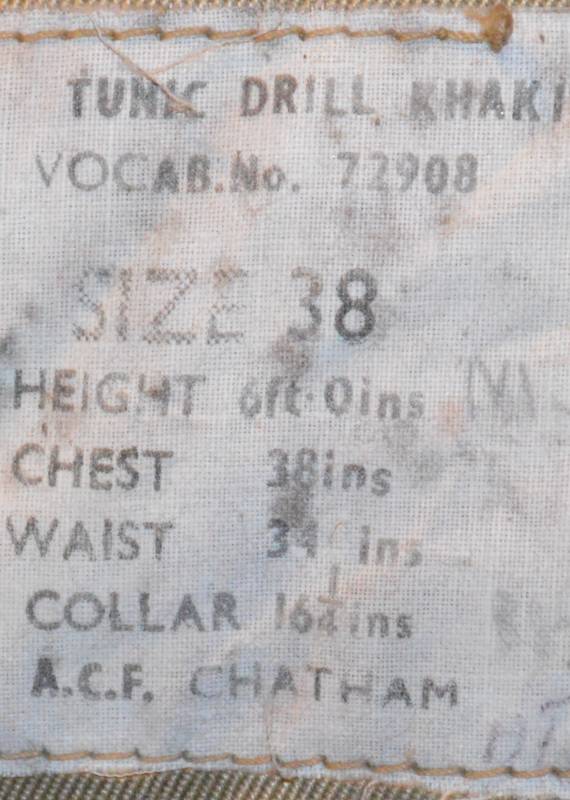 TUNIC DRILL KHAKI
VOCAB.No. 72908
SIZE 38
HEIGHT 6ft·0ins
CHEST 38ins
WAIST 34 ins
COLLAR 16¼ins
A.C.F. CHATHAM